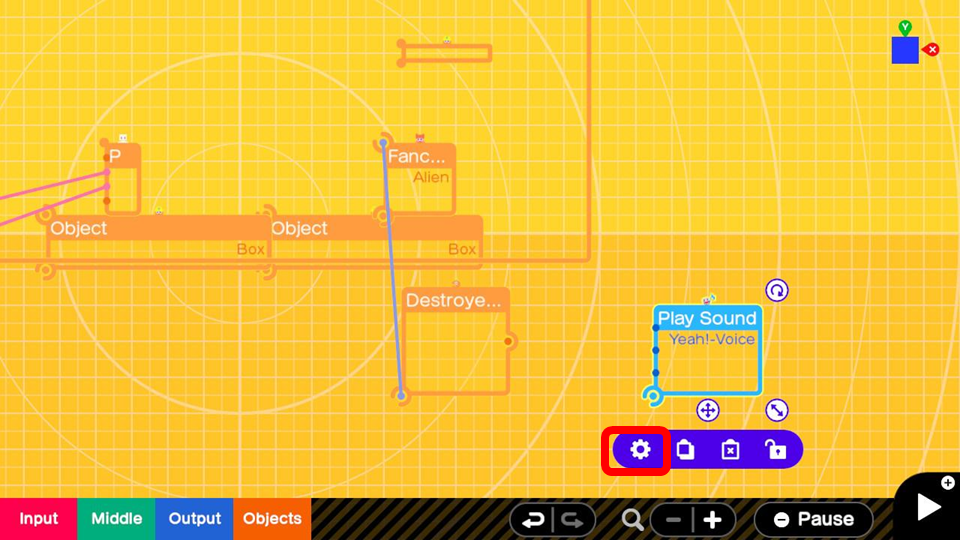 Y
X
P
Fanc...
Alien
Object
Object
Box
Box
Destroye...
Play Sound
Yeah!-Voice
Input
Middle
Output
Objects
Pause